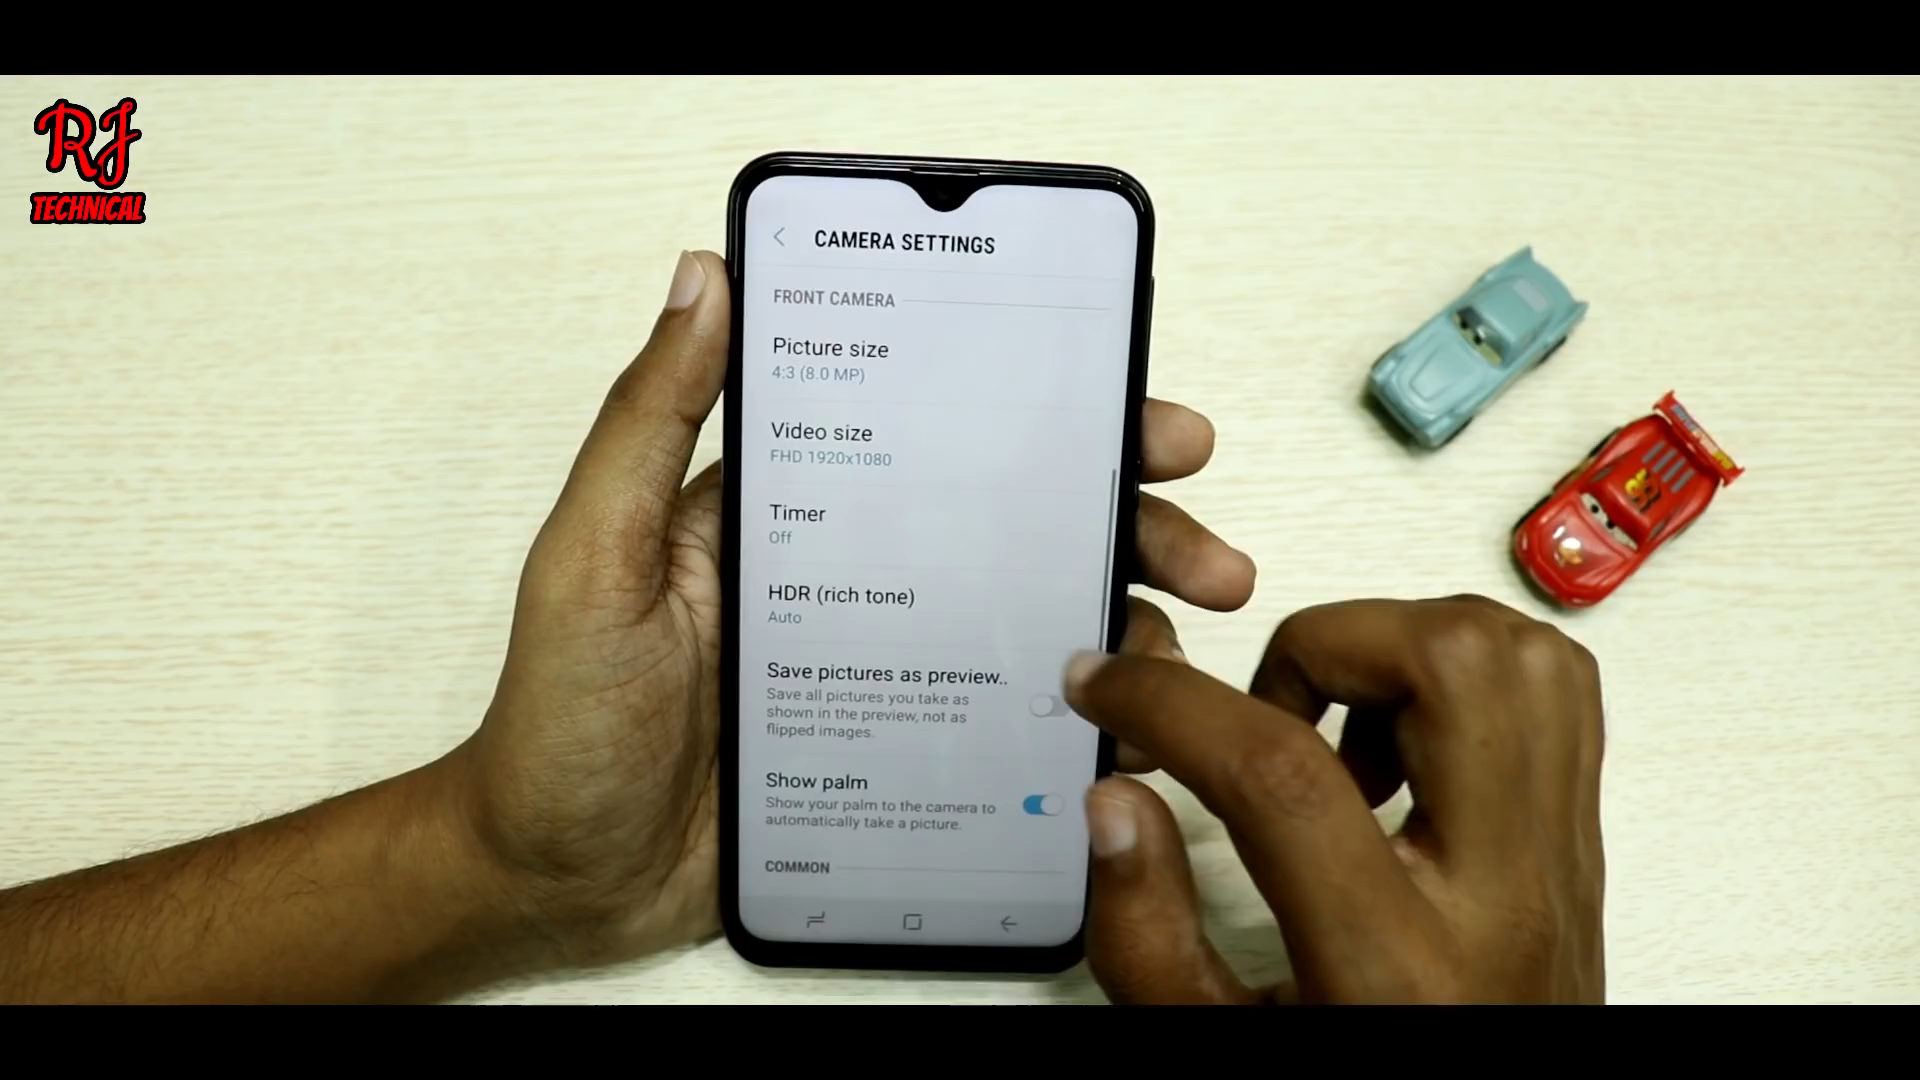 RJ
TECHNICAL
CAMERA SETTINGS
FRONT CAMERA
Picture size
4:3 (8.0 MP)
Video size
FHD 1920x1080
Timer
Off
HDR (rich tone)
Auto
Save pictures as preview..
Save all pictures you take as
shown in the preview, not as
flipped images.
Show palm
Show your palm to the camera to
automatically take a picture.
COMMON